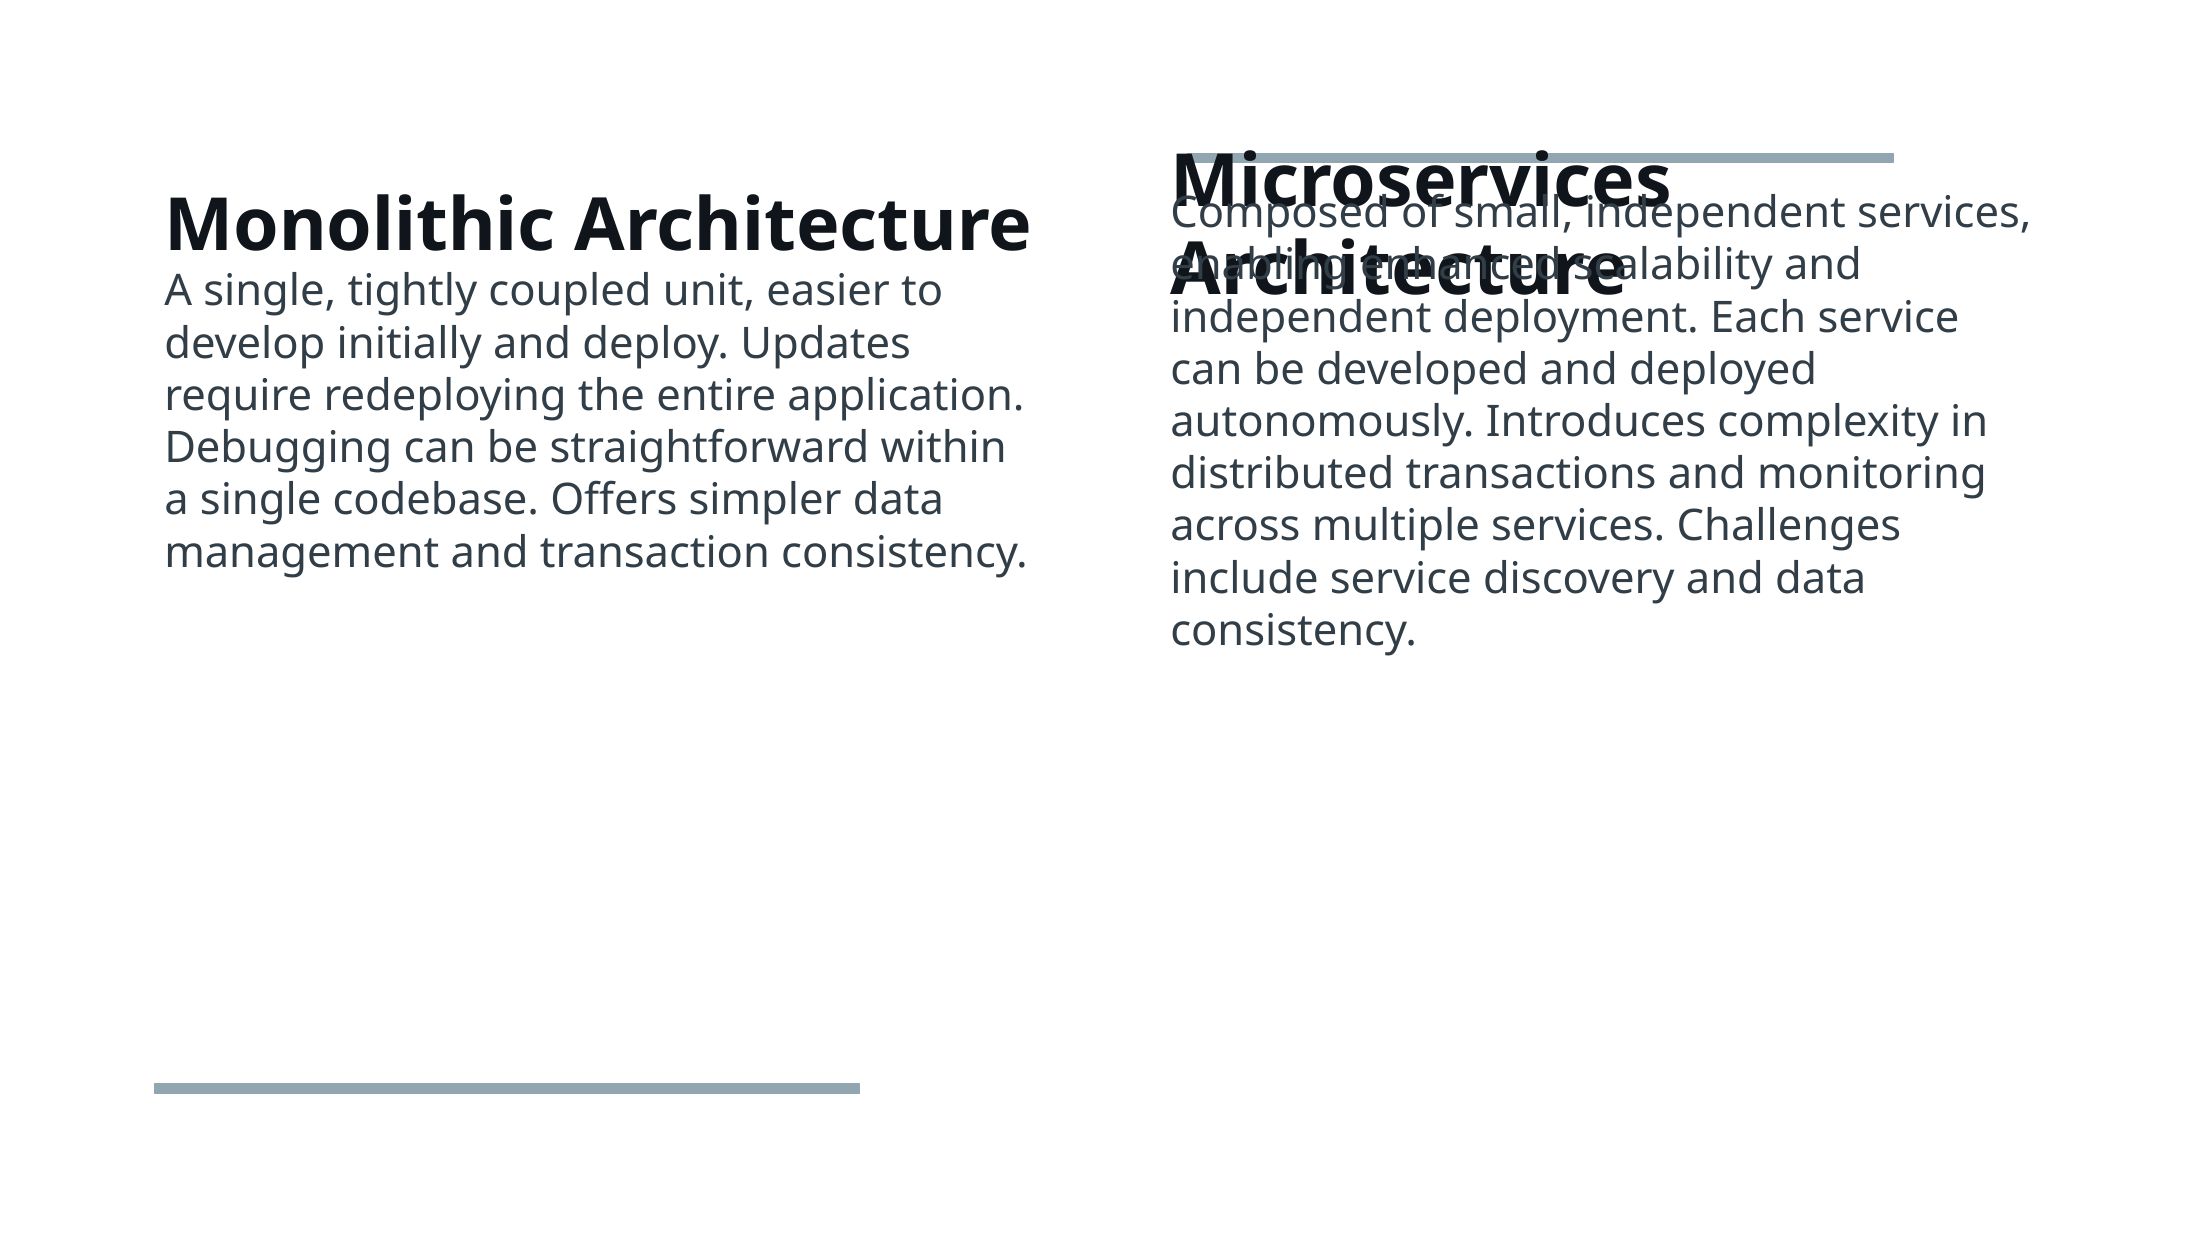 Monolithic Architecture
A single, tightly coupled unit, easier to
develop initially and deploy. Updates
require redeploying the entire application.
Debugging can be straightforward within
a single codebase. Offers simpler data
management and transaction consistency.
Microservices
Architecture
Composed of small, independent services,
enabling enhanced scalability and
independent deployment. Each service
can be developed and deployed
autonomously. Introduces complexity in
distributed transactions and monitoring
across multiple services. Challenges
include service discovery and data
consistency.